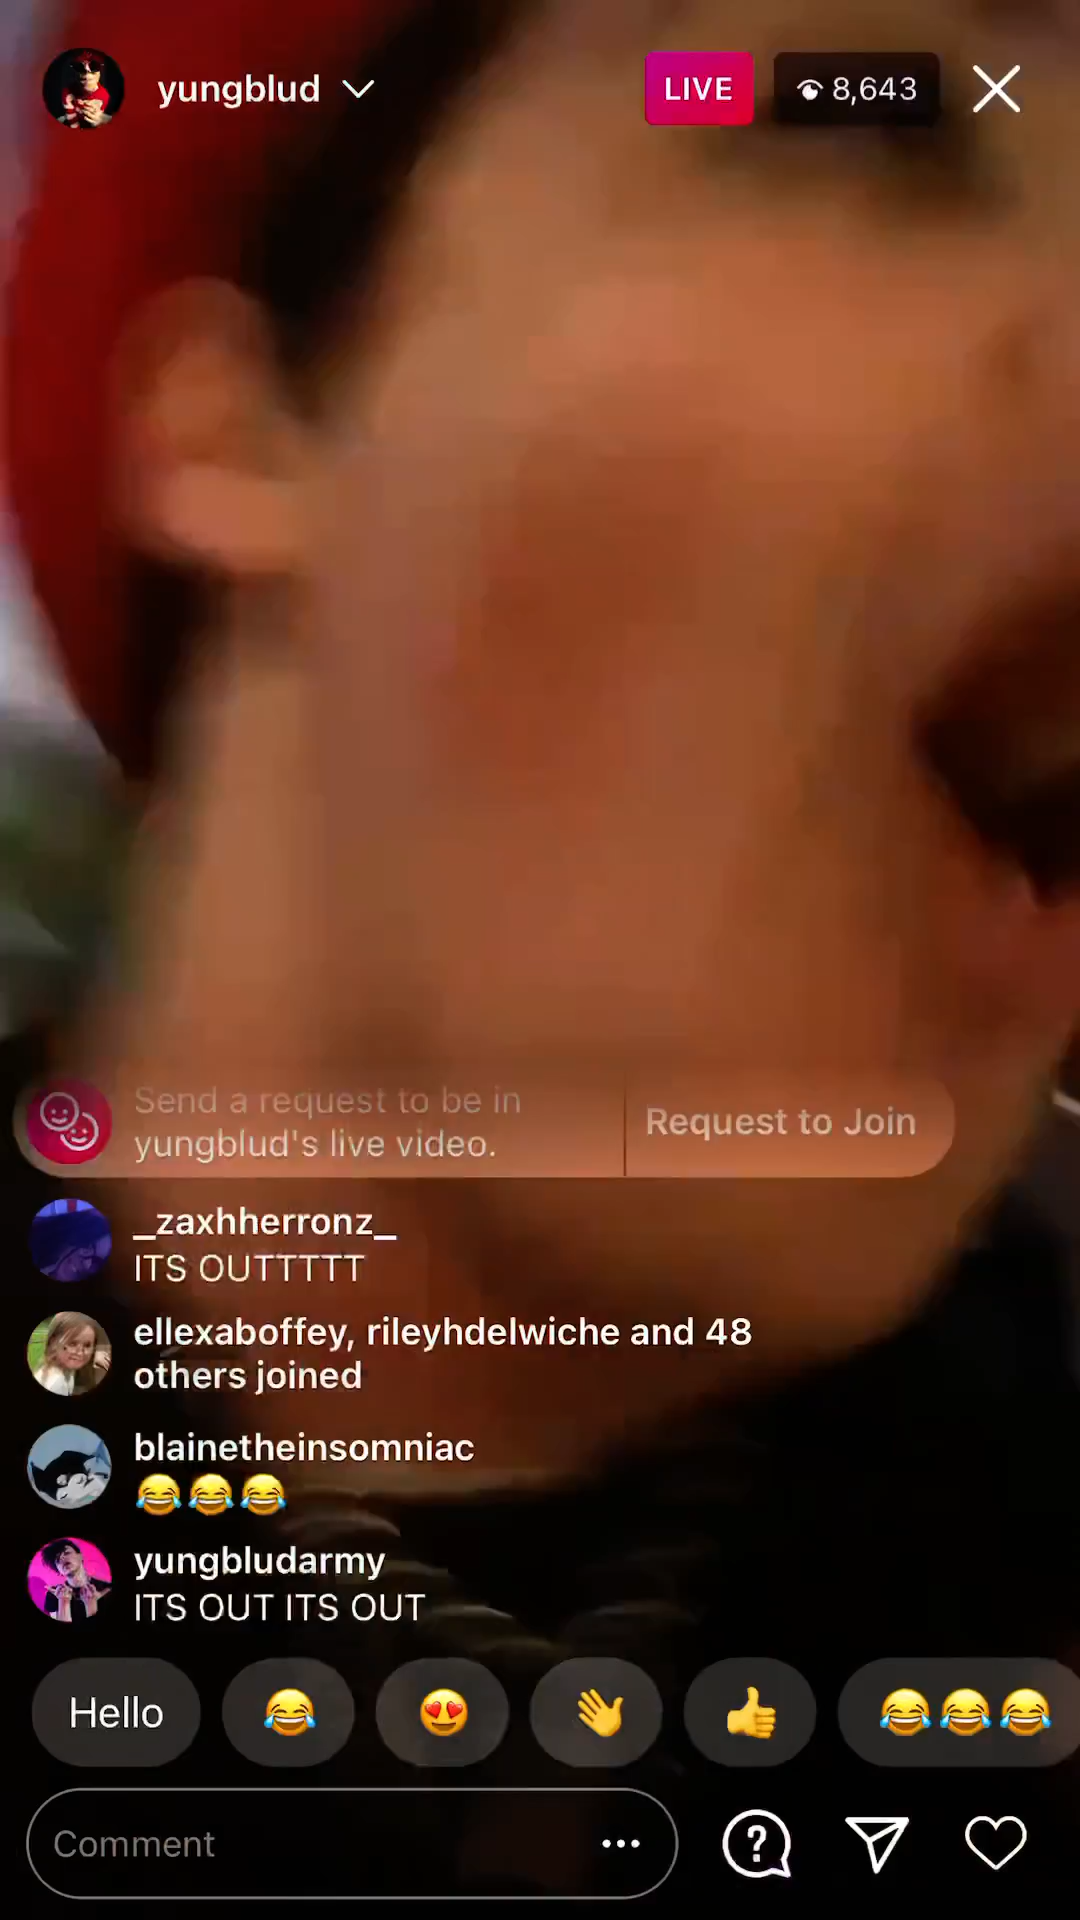 yungblud
LIVE
8,643
Send a request to be in
yungblud's live video.
Request to Join
_zaxhherronz_
ITS OUTTTTT
ellexaboffey, rileyhdelwiche and 48
others joined
blainetheinsomniac
😂😂😂
yungbludarmy
ITS OUT ITS OUT
Hello 😂 😍 👋 👍 😂😂😂
Comment